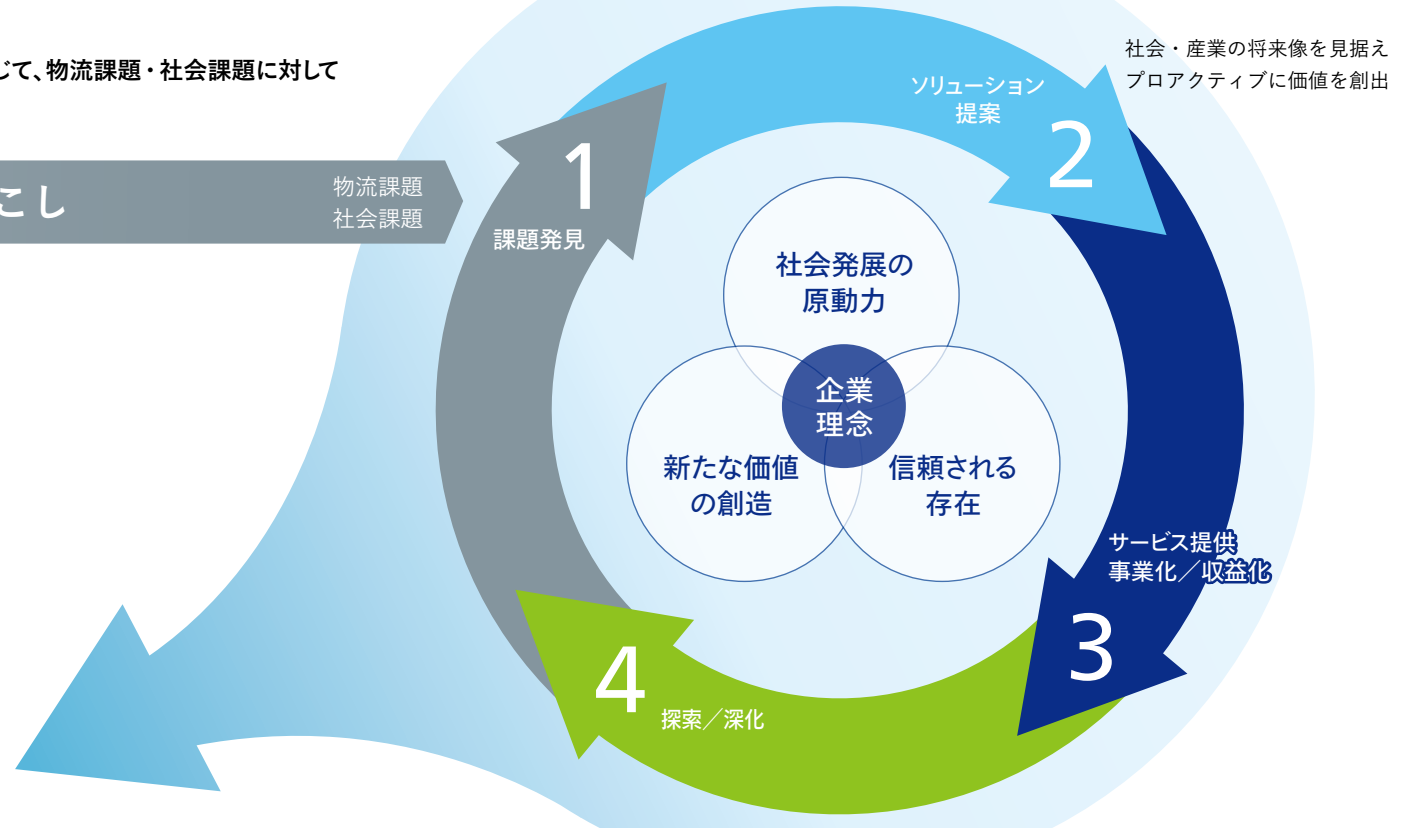 じて、物流課題・社会課題に対して
社会・産業の将来像を見据え
プロアクティブに価値を創出
こし
物流課題
社会課題
1
課題発見
ソリューション
提案
2
社会発展の
原動力
企業
理念
新たな価値
の創造
信頼される
存在
サービス提供
事業化／収益化
3
4
探索／深化